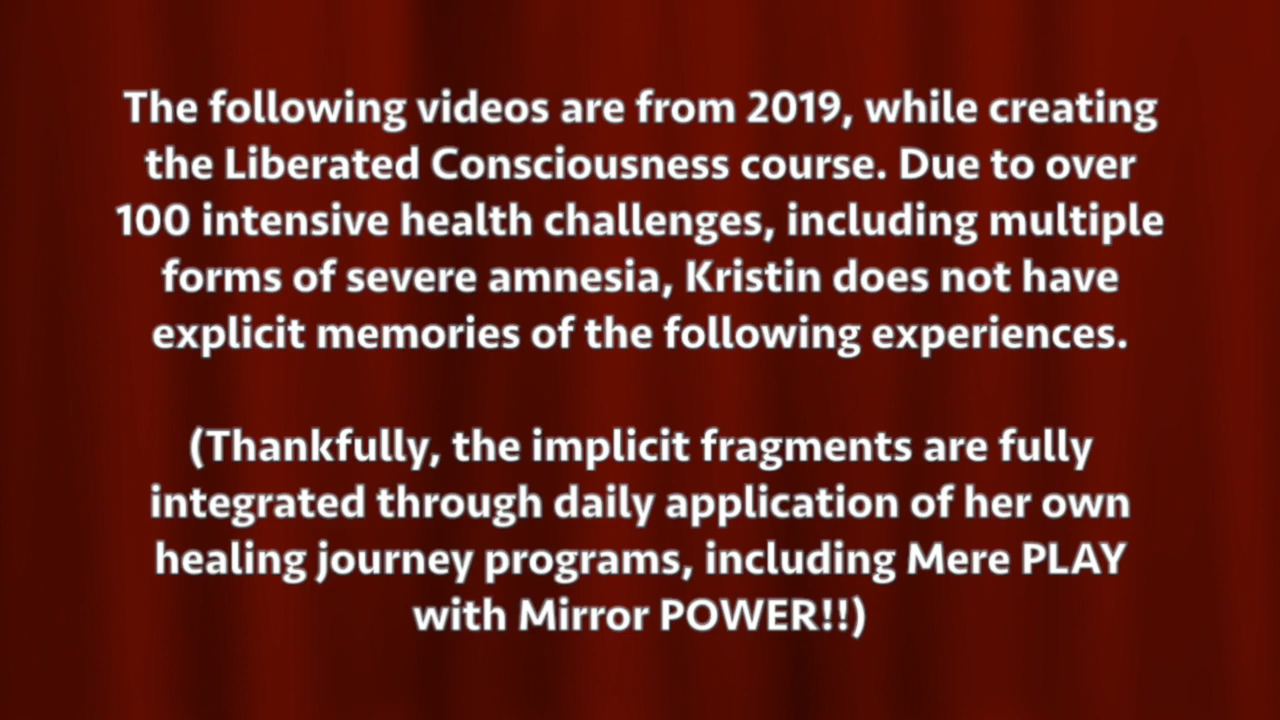 The following videos are from 2019, while creating
the Liberated Consciousness course. Due to over
100 intensive health challenges, including multiple
forms of severe amnesia, Kristin does not have
explicit memories of the following experiences.
(Thankfully, the implicit fragments are fully
integrated through daily application of her own
healing journey programs, including Mere PLAY
with Mirror POWER!!)